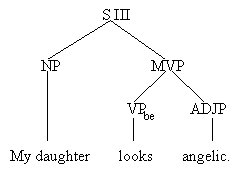 S III
NP MVP
VPbe ADJP
My daughter looks angelic.